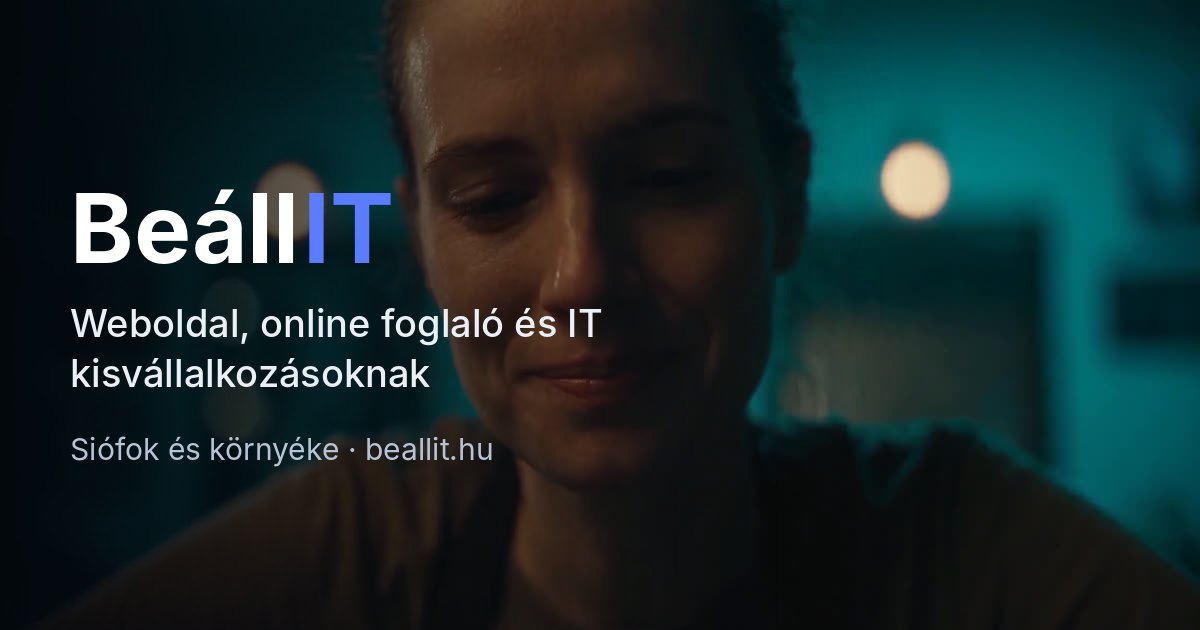 BeállIT
Weboldal, online foglaló és IT
kisvállalkozásoknak
Siófok és környéke · beallit.hu